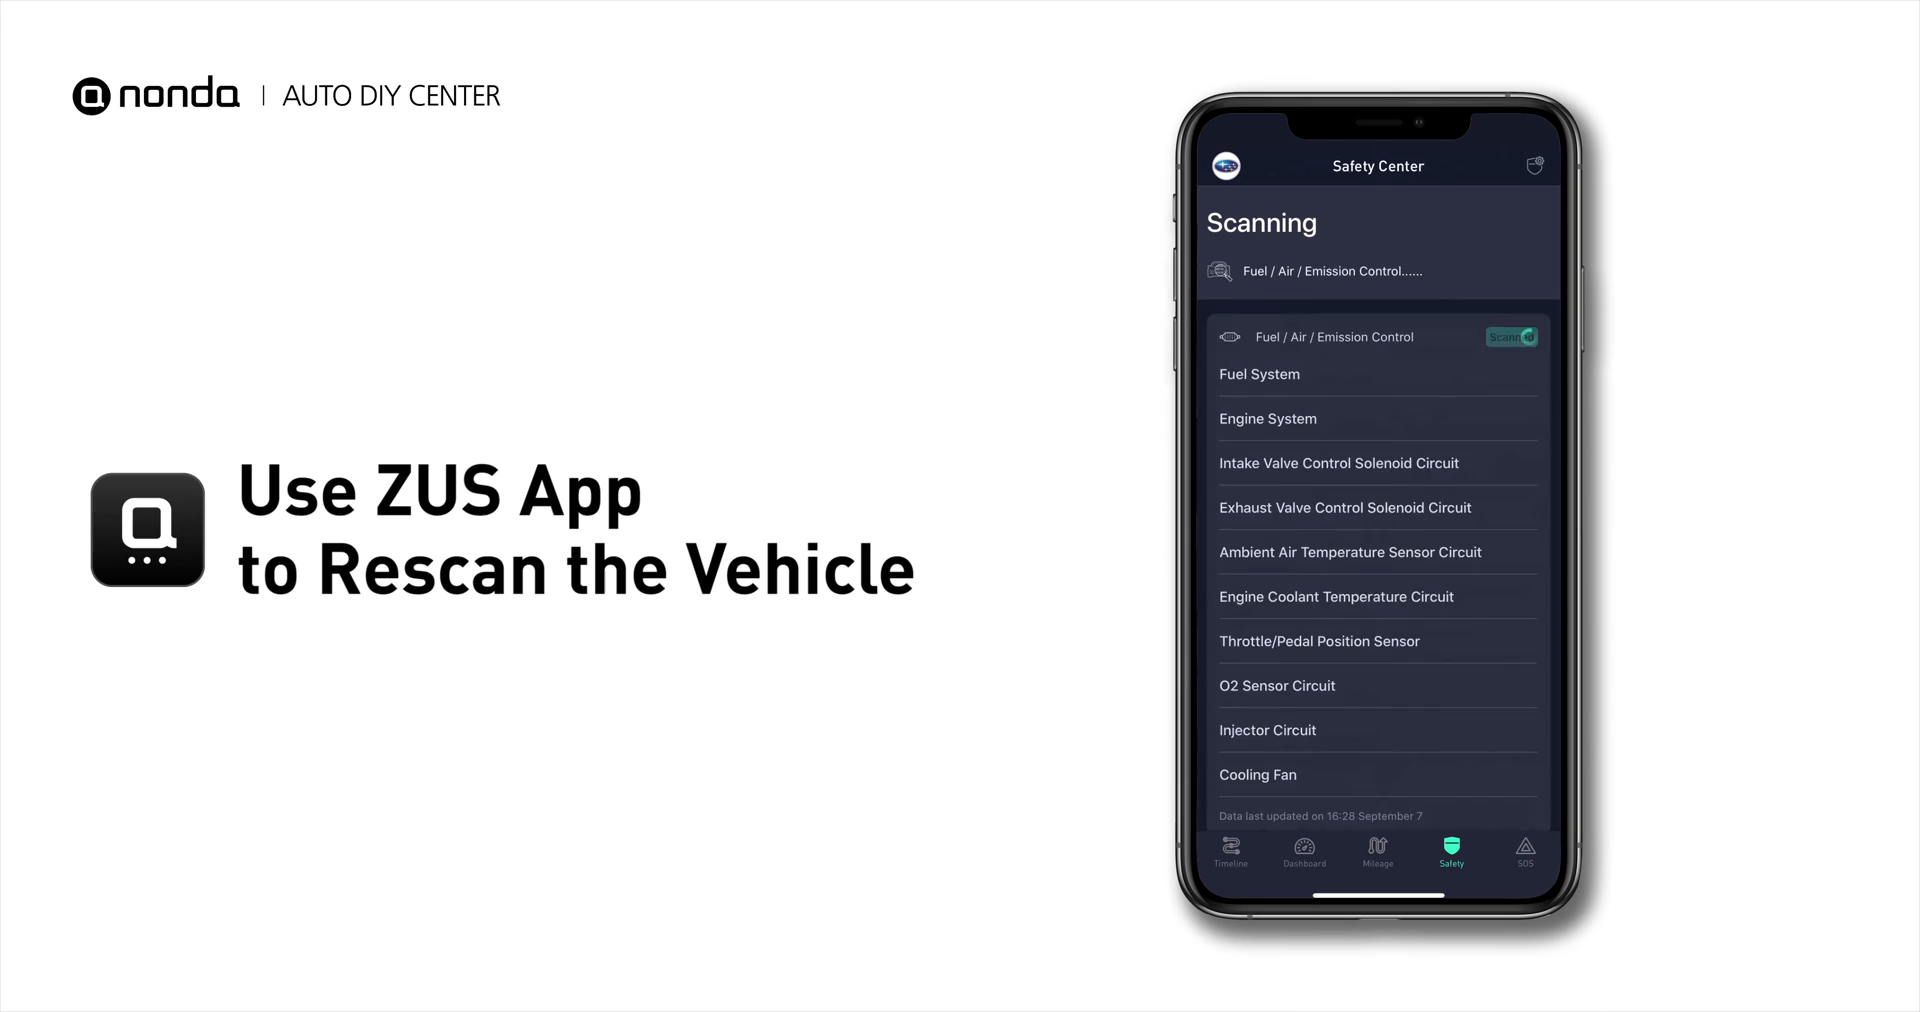 nonda | AUTO DIY CENTER
Use ZUS App
to Rescan the Vehicle
Safety Center
Scanning
Fuel / Air / Emission Control......
Fuel / Air / Emission Control
Scanned
Fuel System
Engine System
Intake Valve Control Solenoid Circuit
Exhaust Valve Control Solenoid Circuit
Ambient Air Temperature Sensor Circuit
Engine Coolant Temperature Circuit
Throttle/Pedal Position Sensor
O2 Sensor Circuit
Injector Circuit
Cooling Fan
Data last updated on 16:28 September 7
Timeline
Dashboard
Mileage
Safety
SOS